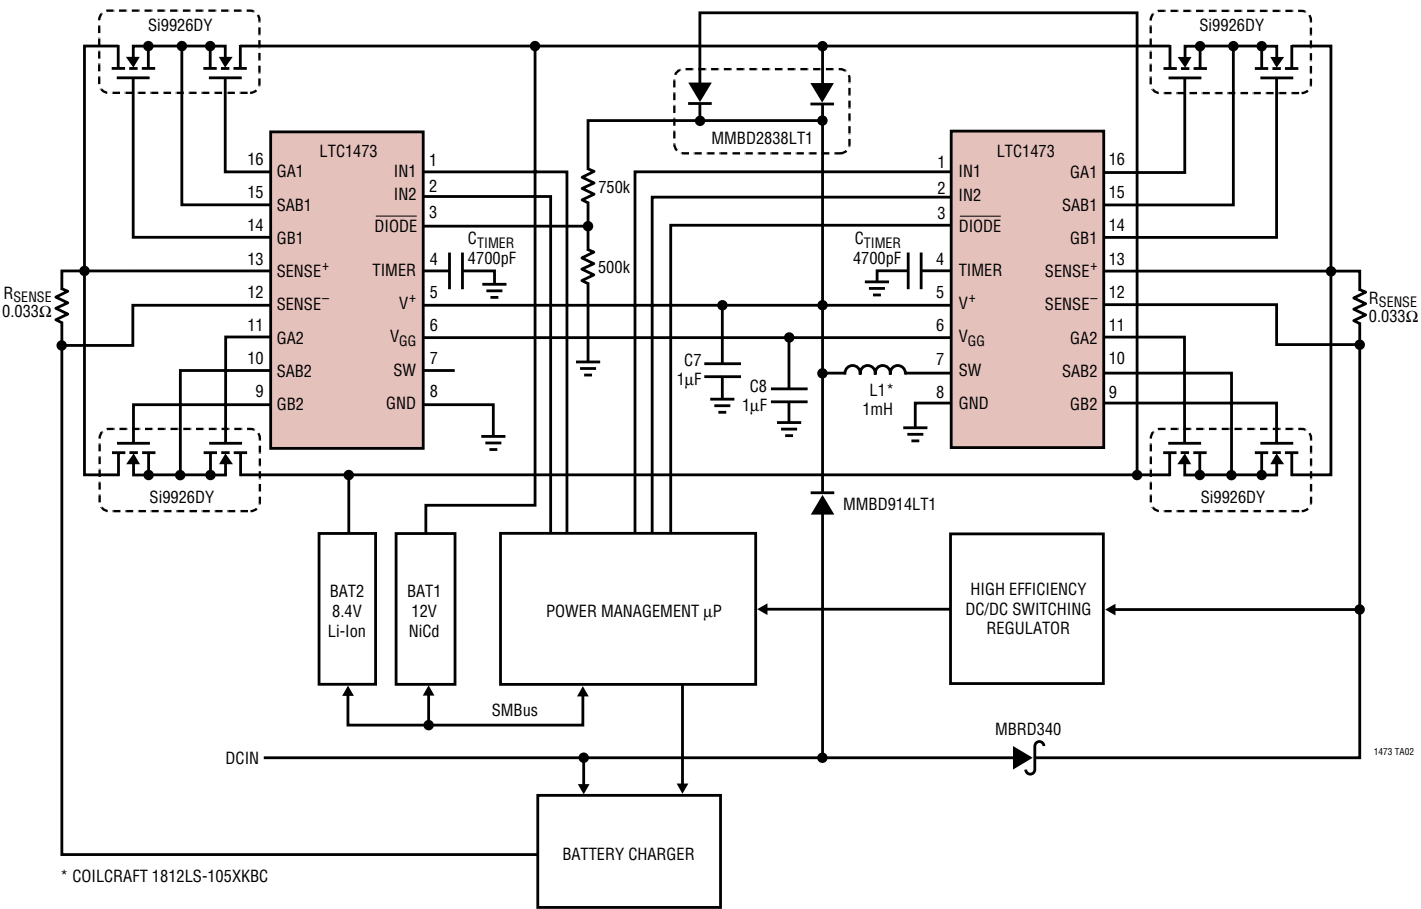 Si9926DY
Si9926DY
MMBD2838LT1
LTC1473
16 GA1
15 SAB1
14 GB1
13 SENSE+
12 SENSE–
11 GA2
10 SAB2
9 GB2
IN1 1
IN2 2
DIODE 3
TIMER 4
V+ 5
VGG 6
SW 7
GND 8
CTIMER
4700pF
750k
500k
RSENSE
0.033Ω
C7
1µF
C8
1µF
LTC1473
1 IN1
2 IN2
3 DIODE
4 TIMER
5 V+
6 VGG
7 SW
8 GND
GA1 16
SAB1 15
GB1 14
SENSE+ 13
SENSE– 12
GA2 11
SAB2 10
GB2 9
CTIMER
4700pF
L1*
1mH
RSENSE
0.033Ω
Si9926DY
Si9926DY
MMBD914LT1
BAT2
8.4V
Li-Ion
BAT1
12V
NiCd
POWER MANAGEMENT µP
HIGH EFFICIENCY
DC/DC SWITCHING
REGULATOR
SMBus
DCIN
MBRD340
1473 TA02
BATTERY CHARGER
* COILCRAFT 1812LS-105XKBC